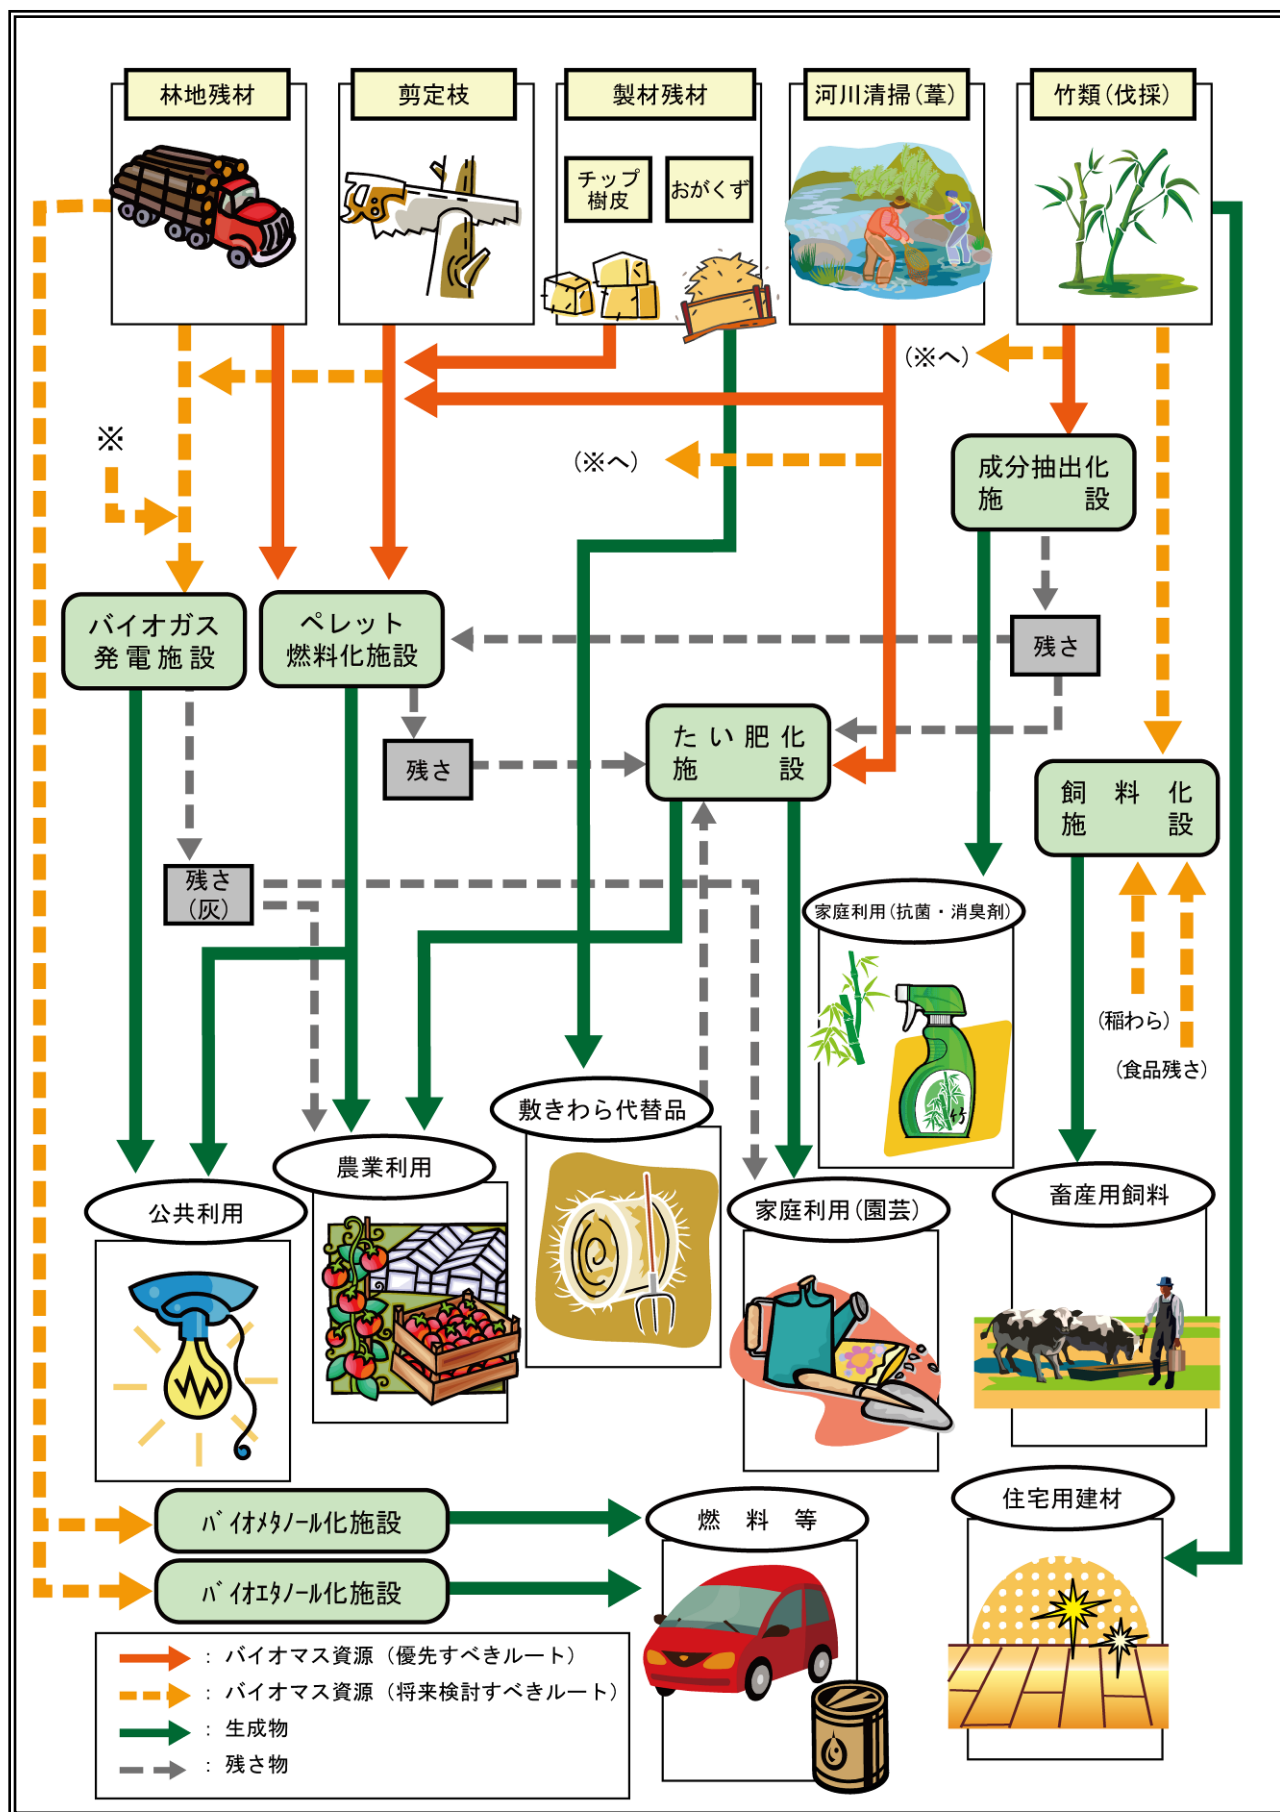 林地残材
剪定枝
製材残材
河川清掃(葦)
竹類(伐採)
チップ
樹皮
おがくず
(※へ)
※
(※へ)
成分抽出化
施設
バイオガス
発電施設
ペレット
燃料化施設
残さ
残さ
たい肥化
施設
飼料化
施設
残さ
(灰)
家庭利用(抗菌・消臭剤)
竹
(稲わら)
(食品残さ)
敷きわら代替品
農業利用
公共利用
家庭利用(園芸)
畜産用飼料
バイオメタノール化施設
燃料等
住宅用建材
バイオエタノール化施設
:バイオマス資源(優先すべきルート)
:バイオマス資源(将来検討すべきルート)
:生成物
:残さ物